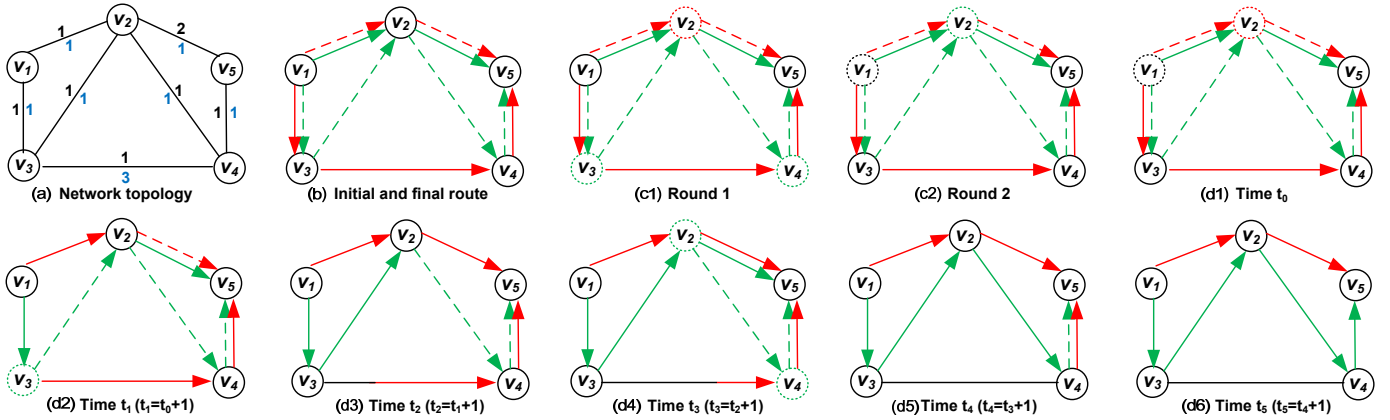 v2
1 2
1 1
v1 v5
1 1 1 1 1 1
1 1
v3 v4
1
3
(a) Network topology
v2
v1 v5
v3 v4
(b) Initial and final route
v2
v1 v5
v3 v4
(c1) Round 1
v2
v1 v5
v3 v4
(c2) Round 2
v2
v1 v5
v3 v4
(d1) Time t0
v2
v1 v5
v3 v4
(d2) Time t1 (t1=t0+1)
v2
v1 v5
v3 v4
(d3) Time t2 (t2=t1+1)
v2
v1 v5
v3 v4
(d4) Time t3 (t3=t2+1)
v2
v1 v5
v3 v4
(d5)Time t4 (t4=t3+1)
v2
v1 v5
v3 v4
(d6) Time t5 (t5=t4+1)